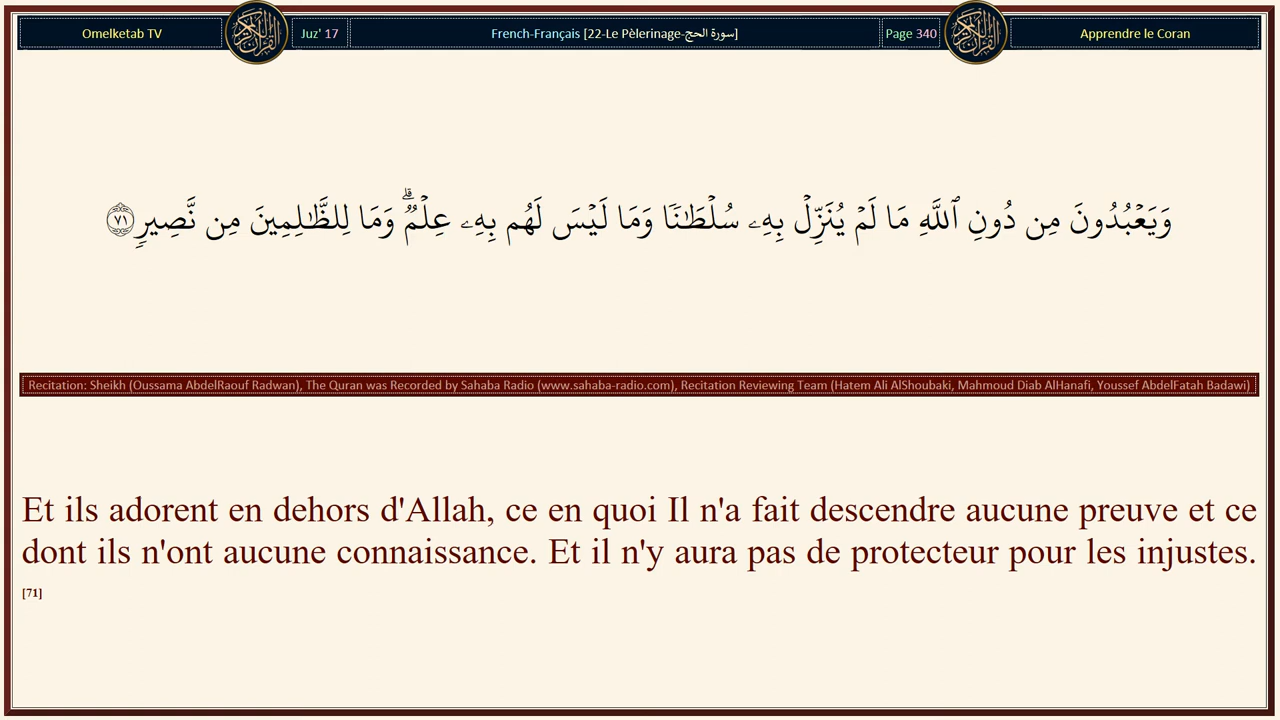 Omelketab TV
Juz' 17
French-Français [22-Le Pèlerinage-سورة الحج]
Page 340
Apprendre le Coran
وَيَعْبُدُونَ مِن دُونِ ٱللَّهِ مَا لَمْ يُنَزِّلْ بِهِۦ سُلْطَـٰنًا وَمَا لَيْسَ لَهُم بِهِۦ عِلْمٌ ۗ وَمَا لِلظَّـٰلِمِينَ مِن نَّصِيرٍ ٧١
Recitation: Sheikh (Oussama AbdelRaouf Radwan), The Quran was Recorded by Sahaba Radio (www.sahaba-radio.com), Recitation Reviewing Team (Hatem Ali AlShoubaki, Mahmoud Diab AlHanafi, Youssef AbdelFatah Badawi)
Et ils adorent en dehors d'Allah, ce en quoi Il n'a fait descendre aucune preuve et ce
dont ils n'ont aucune connaissance. Et il n'y aura pas de protecteur pour les injustes.
[71]